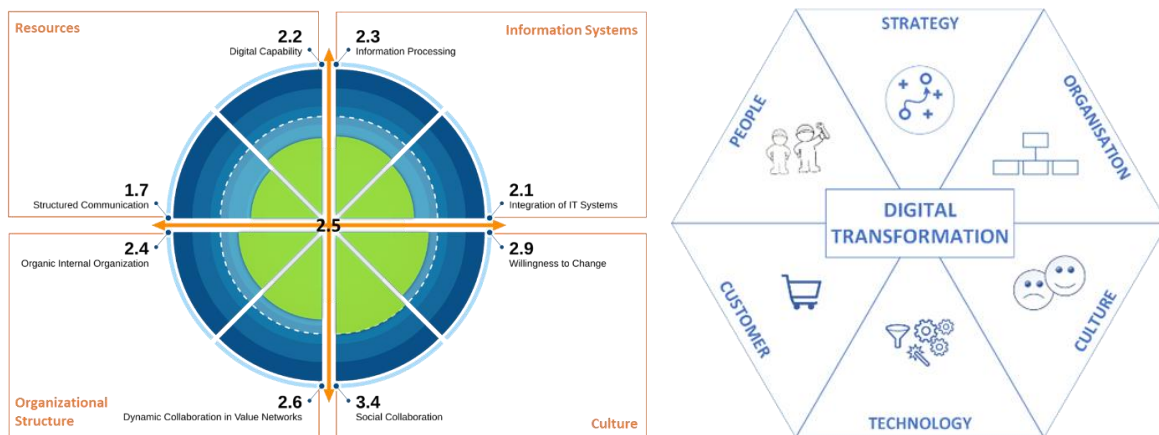 Resources
2.2
Digital Capability
2.3
Information Processing
Information Systems
1.7
Structured Communication
2.1
Integration of IT Systems
2.5
2.4
Organic Internal Organization
2.9
Willingness to Change
Organizational
Structure
2.6
Dynamic Collaboration in Value Networks
3.4
Social Collaboration
Culture
STRATEGY
PEOPLE
ORGANISATION
DIGITAL
TRANSFORMATION
CUSTOMER
CULTURE
TECHNOLOGY